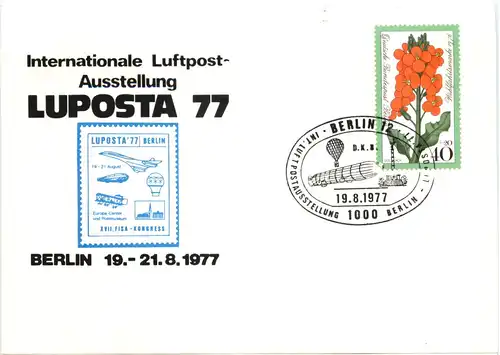 Internationale Luftpost-
Ausstellung
LUPOSTA 77
LUPOSTA'77 BERLIN
19.-21. August
Europa Center
und Postmuseum
XVII. FISA - KONGRESS
BERLIN 19.– 21. 8. 1977
BERLIN 12
INT. LUFTPOSTAUSSTELLUNG
D.K.B.
19.8.1977
1000 BERLIN
Deutsche Bundespost
40
20